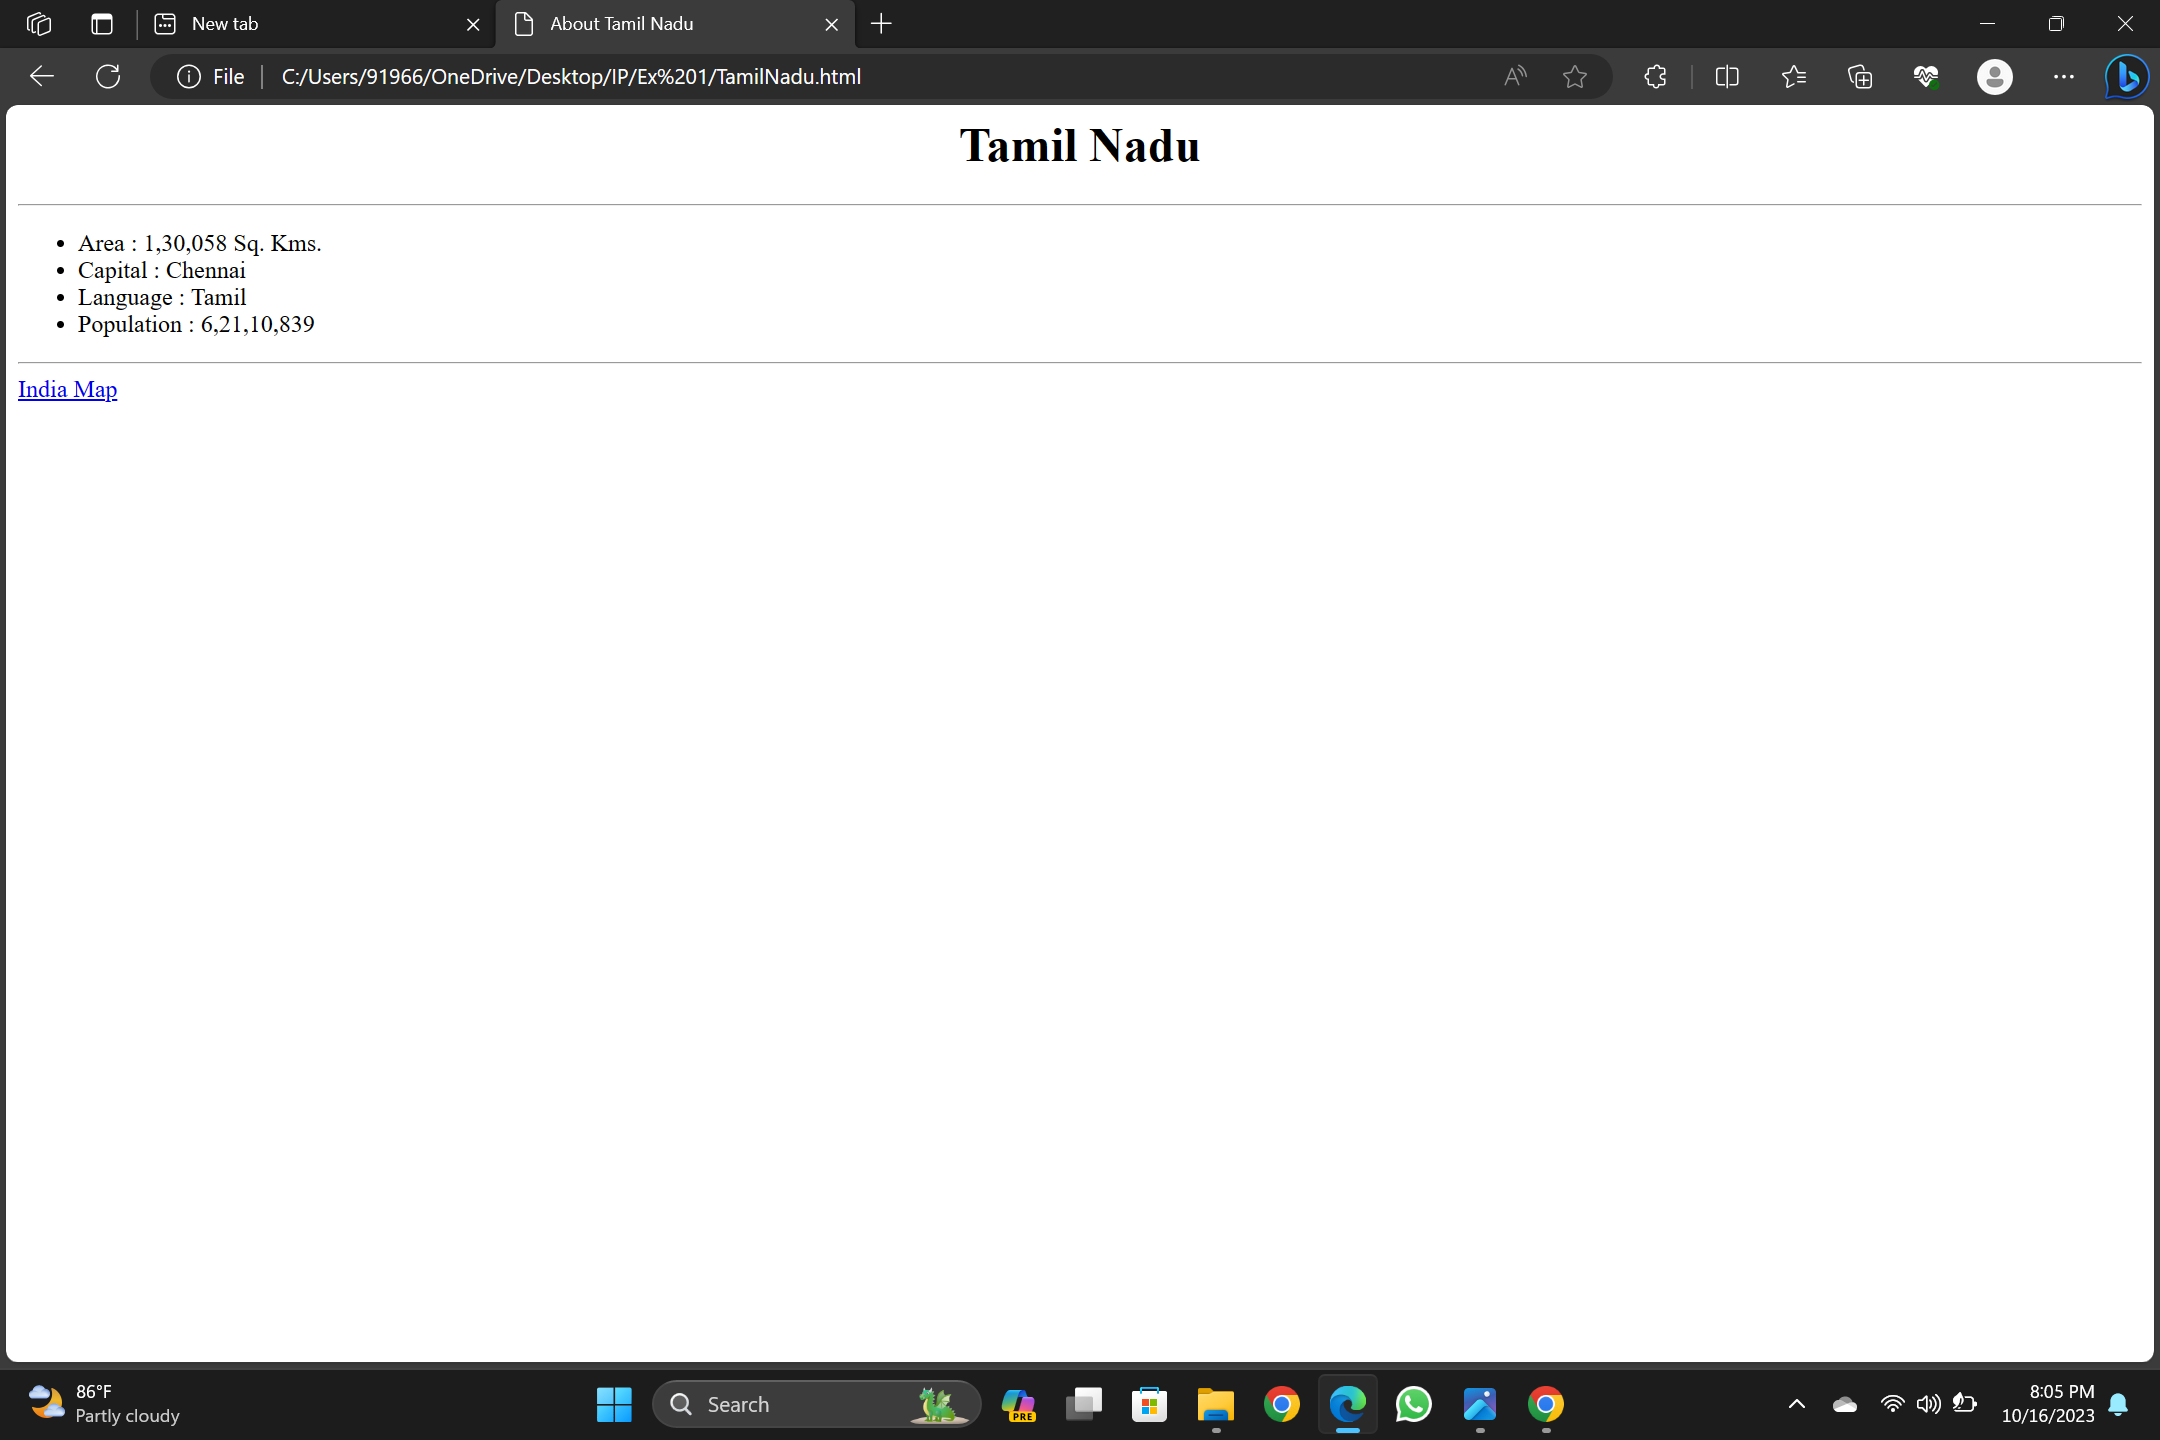 New tab
About Tamil Nadu
File
C:/Users/91966/OneDrive/Desktop/IP/Ex%201/TamilNadu.html
Tamil Nadu
Area : 1,30,058 Sq. Kms.
Capital : Chennai
Language : Tamil
Population : 6,21,10,839
India Map
86°F
Partly cloudy
Search
PRE
8:05 PM
10/16/2023